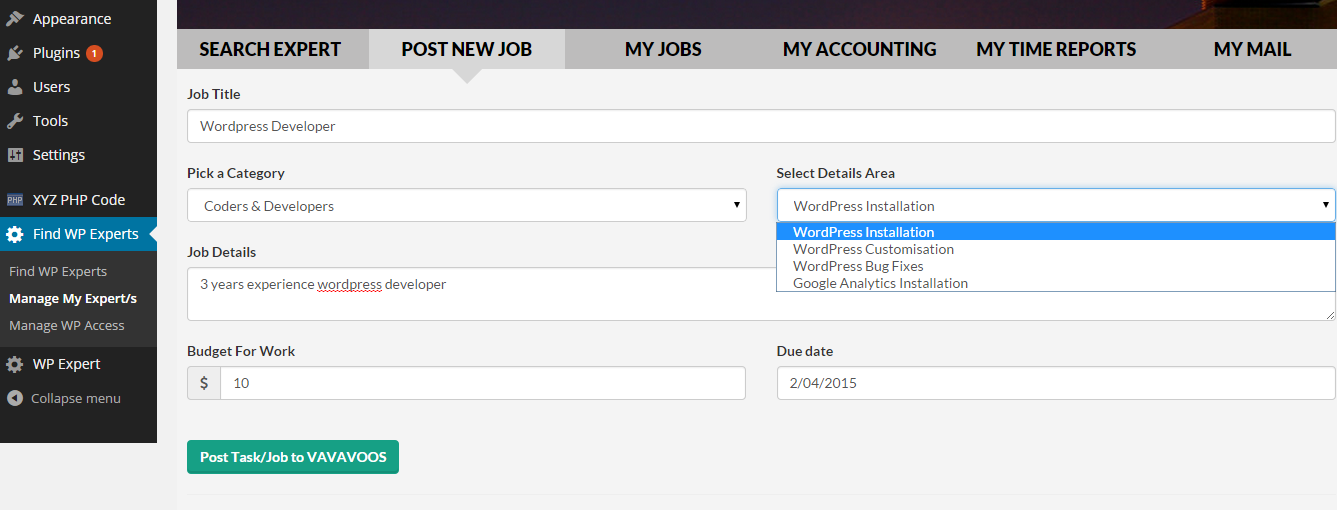 Appearance
Plugins 1
Users
Tools
Settings
PHP XYZ PHP Code
Find WP Experts
Find WP Experts
Manage My Expert/s
Manage WP Access
WP Expert
Collapse menu
SEARCH EXPERT POST NEW JOB MY JOBS MY ACCOUNTING MY TIME REPORTS MY MAIL
Job Title
Wordpress Developer
Pick a Category
Coders & Developers
Select Details Area
WordPress Installation
WordPress Installation
WordPress Customisation
WordPress Bug Fixes
Google Analytics Installation
Job Details
3 years experience wordpress developer
Budget For Work
$ 10
Due date
2/04/2015
Post Task/Job to VAVAVOOS